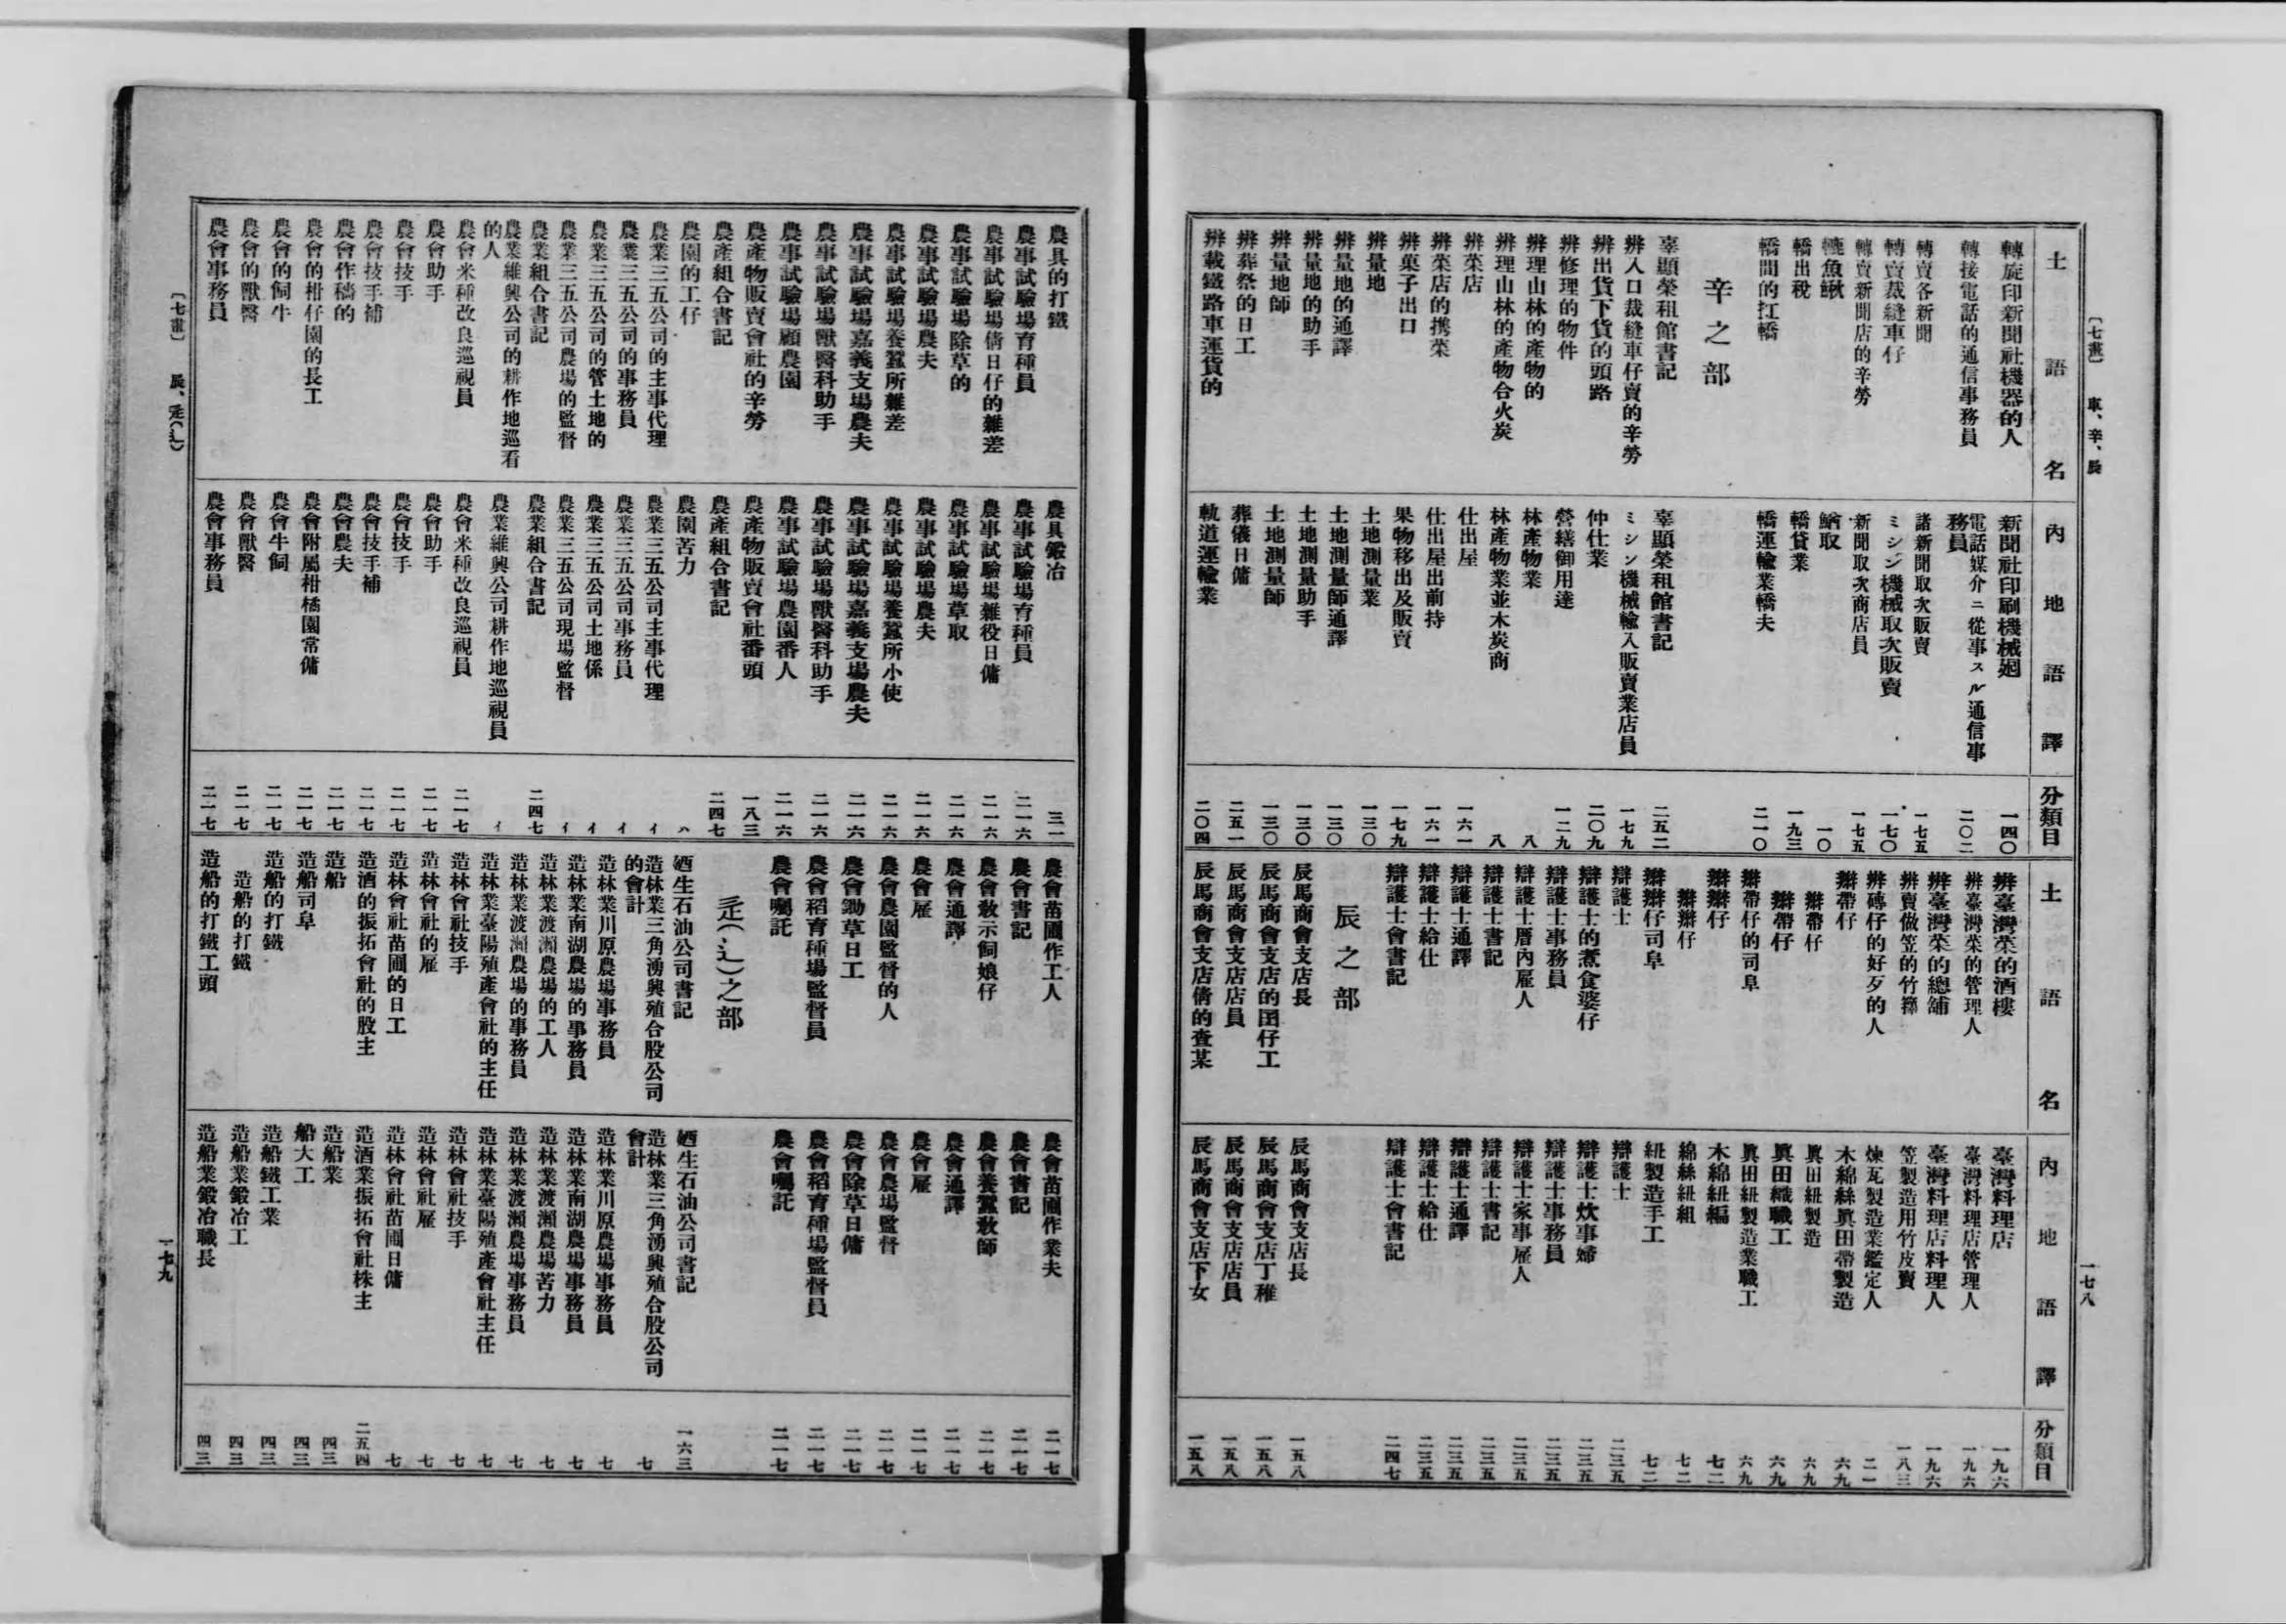 〔七畫〕 車、辛、辰
一七八
土語名
轉旋印新聞社機器的人
轉接電話的通信事務員
轉賣各新聞
轉賣裁縫車仔
轉賣新聞店的辛勞
轆魚鰍
轎出稅
轎間的扛轎
辛之部
辜顯榮租館書記
辨入口裁縫車仔賣的辛勞
辨出貨下貨的頭路
辨修理的物件
辨理山林的產物的
辨理山林的產物合火炭
辨菜店
辨菜店的携菜
辨菓子出口
辨量地
辨量地的通譯
辨量地的助手
辨量地師
辨葬祭的日工
辨載鐵路車運貨的
內地語譯
新聞社印刷機械廻
電話媒介ニ從事スル通信事
務員
諸新聞取次販賣
ミシン機械取次販賣
新聞取次商店員
鰌取
轎貸業
轎運輸業轎夫
辜顯榮租館書記
ミシン機械輸入販賣業店員
仲仕業
營繕御用達
林產物業
林產物業並木炭商
仕出屋
仕出屋出前持
果物移出及販賣
土地測量業
土地測量師通譯
土地測量助手
土地測量師
葬儀日傭
軌道運輸業
分類目
一四〇
二〇二
一七五
一七〇
一七五
一〇
一九三
二一〇
二五二
一七九
二〇九
一二九
八
八
一六一
一六一
一七九
一三〇
一三〇
一三〇
一三〇
二五一
二〇四
土語名
辨臺灣菜的酒樓
辨臺灣菜的管理人
辨臺灣菜的總舖
辨賣做笠的竹籜
辨磚仔的好歹的人
辮帶仔
辮帶仔
辮帶仔
辮帶仔的司阜
辮辮仔
辮辮仔
辮辮仔司阜
辯護士
辯護士的煮食婆仔
辯護士事務員
辯護士厝內雇人
辯護士書記
辯護士通譯
辯護士給仕
辯護士會書記
辰之部
辰馬商會支店長
辰馬商會支店的囝仔工
辰馬商會支店店員
辰馬商會支店倩的查某
內地語譯
臺灣料理店
臺灣料理店管理人
臺灣料理店料理人
笠製造用竹皮賣
煉瓦製造業鑑定人
木綿絲眞田帶製造
眞田紐製造
眞田織職工
眞田紐製造業職工
木綿紐編
綿絲紐組
紐製造手工
辯護士
辯護士炊事婦
辯護士事務員
辯護士家事雇人
辯護士書記
辯護士通譯
辯護士給仕
辯護士會書記
辰馬商會支店長
辰馬商會支店丁稚
辰馬商會支店店員
辰馬商會支店下女
分類目
一九六
一九六
一九六
一八三
二一
六九
六九
六九
六九
七二
七二
七二
二三五
二三五
二三五
二三五
二三五
二三五
二三五
二四七
一五八
一五八
一五八
一五八
農具的打鐵
農事試驗場育種員
農事試驗場倩日仔的雜差
農事試驗場除草的
農事試驗場農夫
農事試驗場養蠶所雜差
農事試驗場嘉義支場農夫
農事試驗場獸醫科助手
農事試驗場顧農園
農產物販賣會社的辛勞
農產組合書記
農園的工仔
農業三五公司的主事代理
農業三五公司的事務員
農業三五公司的管土地的
農業三五公司農場的監督
農業組合書記
農業維興公司的耕作地巡看
的人
農會米種改良巡視員
農會助手
農會技手
農會技手補
農會作穡的
農會的柑仔園的長工
農會的飼牛
農會的獸醫
農會事務員
農具鍛冶
農事試驗場育種員
農事試驗場雜役日傭
農事試驗場草取
農事試驗場農夫
農事試驗場養蠶所小使
農事試驗場嘉義支場農夫
農事試驗場獸醫科助手
農事試驗場農園番人
農產物販賣會社番頭
農產組合書記
農園苦力
農業三五公司主事代理
農業三五公司事務員
農業三五公司土地係
農業三五公司現場監督
農業組合書記
農業維興公司耕作地巡視員
農會米種改良巡視員
農會助手
農會技手
農會技手補
農會農夫
農會附屬柑橘園常傭
農會牛飼
農會獸醫
農會事務員
三一
二一六
二一六
二一六
二一六
二一六
二一六
二一六
二一六
一八三
二四七
ハ
イ
イ
イ
イ
二四七
イ
二一七
二一七
二一七
二一七
二一七
二一七
二一七
二一七
二一七
農會苗圃作工人
農會書記
農會敎示飼娘仔
農會通譯
農會雇
農會農園監督的人
農會鋤草日工
農會稻育種場監督員
農會囑託
辵(辶)之部
廼生石油公司書記
造林業三角湧興殖合股公司
的會計
造林業川原農場事務員
造林業南湖農場的事務員
造林業渡瀨農場的工人
造林業渡瀨農場的事務員
造林業臺陽殖產會社的主任
造林會社技手
造林會社的雇
造林會社苗圃的日工
造酒的振拓會社的股主
造船
造船司阜
造船的打鐵
造船的打鐵
造船的打鐵工頭
農會苗圃作業夫
農會書記
農會養蠶敎師
農會通譯
農會雇
農會農場監督
農會除草日傭
農會稻育種場監督員
農會囑託
廼生石油公司書記
造林業三角湧興殖合股公司
會計
造林業川原農場事務員
造林業南湖農場事務員
造林業渡瀨農場苦力
造林業渡瀨農場事務員
造林業臺陽殖產會社主任
造林會社技手
造林會社雇
造林會社苗圃日傭
造酒業振拓會社株主
造船業
船大工
造船鐵工業
造船業鍛冶工
造船業鍛冶職長
二一七
二一七
二一七
二一七
二一七
二一七
二一七
二一七
二一七
一六三
七
七
七
七
七
七
七
七
七
二五四
四三
四三
四三
四三
四三
〔七畫〕 辰、辵(辶)
一七九